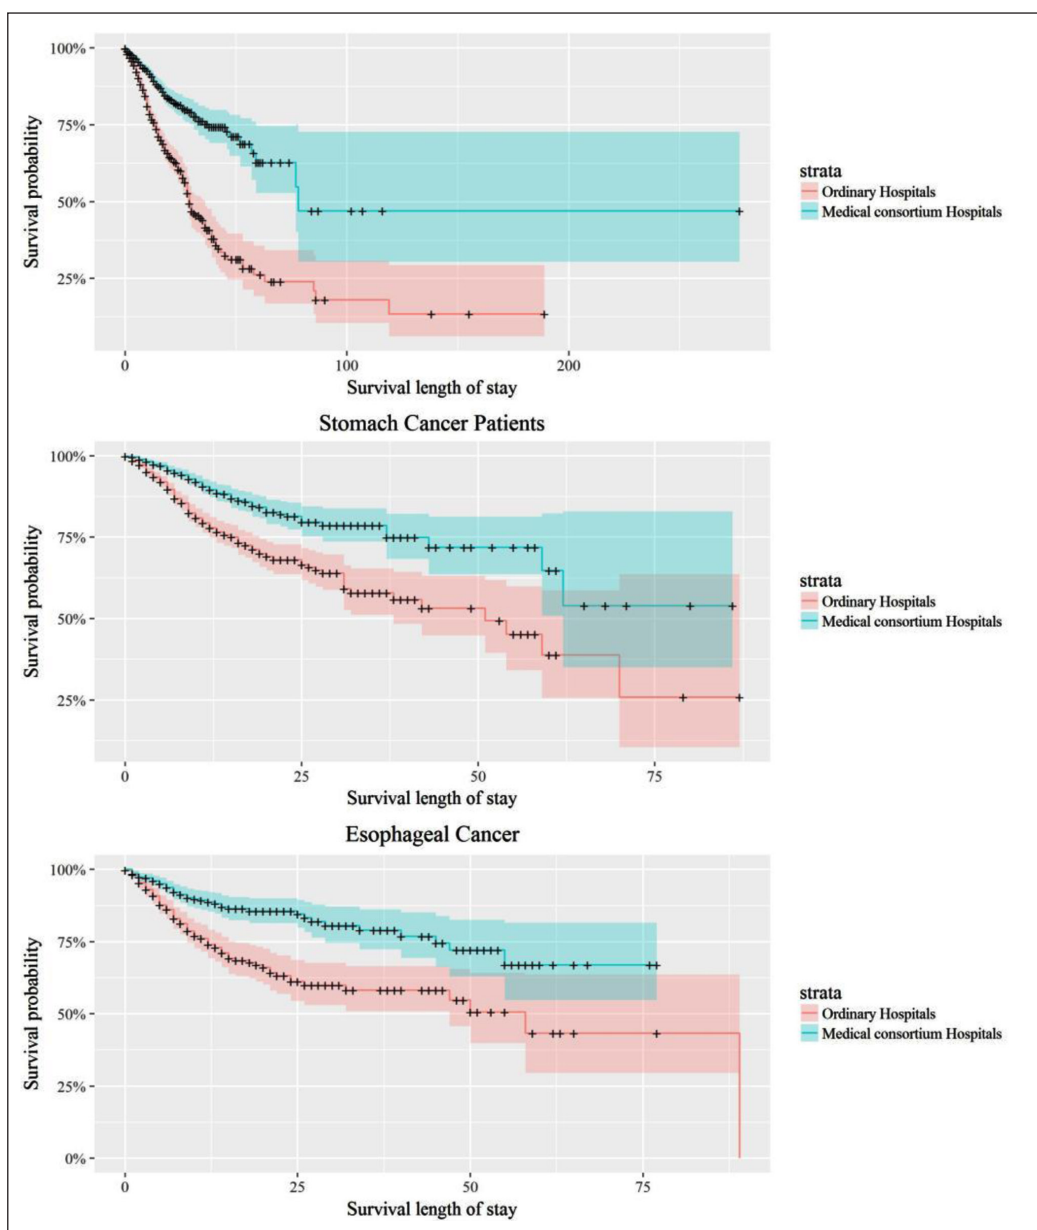 100%
75%
50%
25%
Survival probability
0
100
200
Survival length of stay
strata
Ordinary Hospitals
Medical consortium Hospitals
Stomach Cancer Patients
100%
75%
50%
25%
Survival probability
0
25
50
75
Survival length of stay
strata
Ordinary Hospitals
Medical consortium Hospitals
Esophageal Cancer
100%
75%
50%
25%
0%
Survival probability
0
25
50
75
Survival length of stay
strata
Ordinary Hospitals
Medical consortium Hospitals